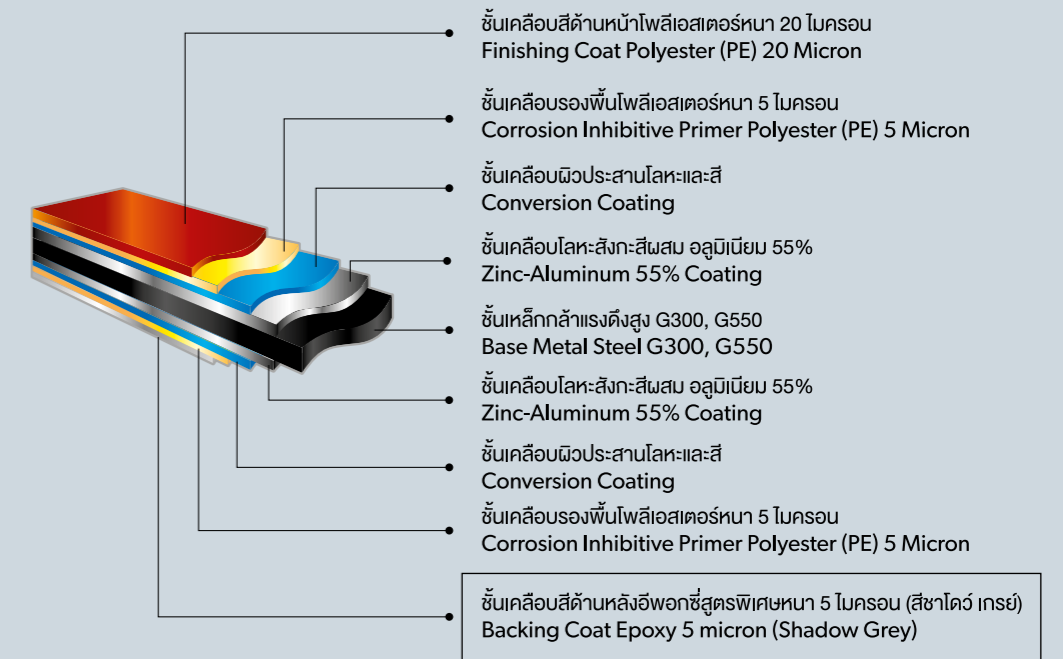 ชั้นเคลือบสีด้านหน้าโพลีเอสเตอร์หนา 20 ไมครอน
Finishing Coat Polyester (PE) 20 Micron
ชั้นเคลือบรองพื้นโพลีเอสเตอร์หนา 5 ไมครอน
Corrosion Inhibitive Primer Polyester (PE) 5 Micron
ชั้นเคลือบผิวประสานโลหะและสี
Conversion Coating
ชั้นเคลือบโลหะสังกะสีผสม อลูมิเนียม 55%
Zinc-Aluminum 55% Coating
ชั้นเหล็กกล้าแรงดึงสูง G300, G550
Base Metal Steel G300, G550
ชั้นเคลือบโลหะสังกะสีผสม อลูมิเนียม 55%
Zinc-Aluminum 55% Coating
ชั้นเคลือบผิวประสานโลหะและสี
Conversion Coating
ชั้นเคลือบรองพื้นโพลีเอสเตอร์หนา 5 ไมครอน
Corrosion Inhibitive Primer Polyester (PE) 5 Micron
ชั้นเคลือบสีด้านหลังอีพอกซี่สูตรพิเศษหนา 5 ไมครอน (สีชาโดว์ เกรย์)
Backing Coat Epoxy 5 micron (Shadow Grey)